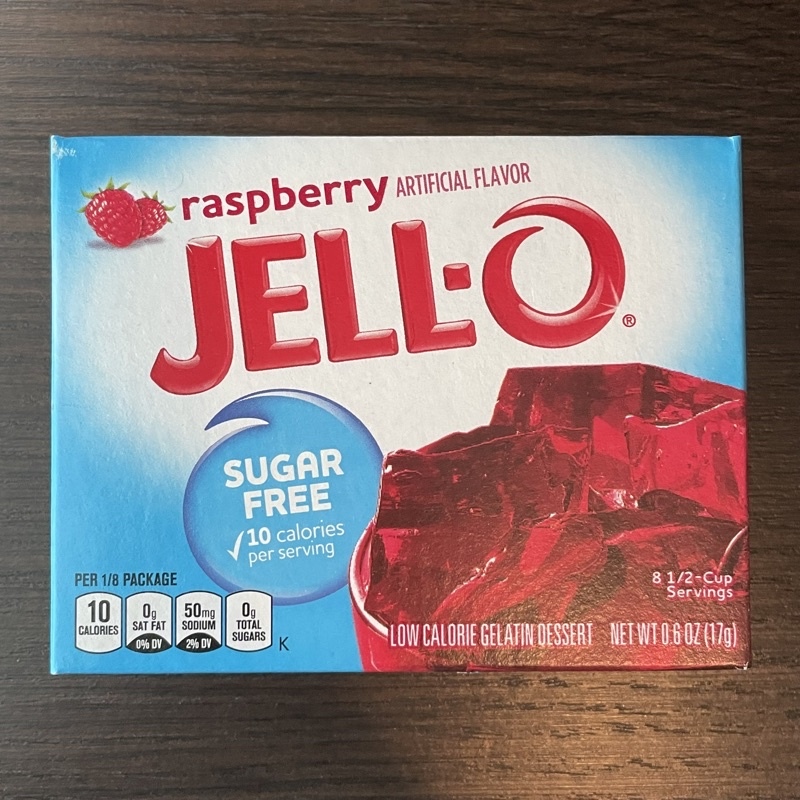 raspberry ARTIFICIAL FLAVOR
JELL-O®
SUGAR
FREE
✓10 calories
per serving
PER 1/8 PACKAGE
10
CALORIES
0g
SAT FAT
0% DV
50mg
SODIUM
2% DV
0g
TOTAL
SUGARS
K
8 1/2-Cup
Servings
LOW CALORIE GELATIN DESSERT NET WT 0.6 OZ (17g)